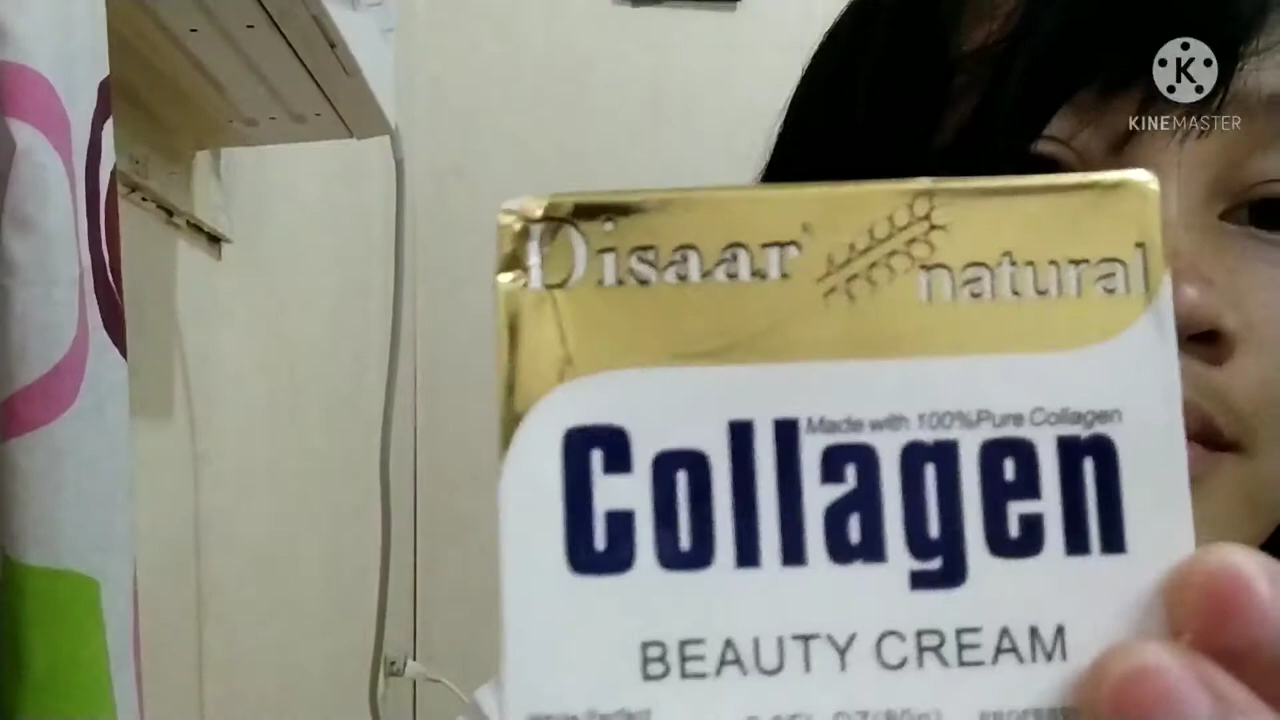 KINEMASTER
Disaar natural
Made with 100%Pure Collagen
Collagen
BEAUTY CREAM